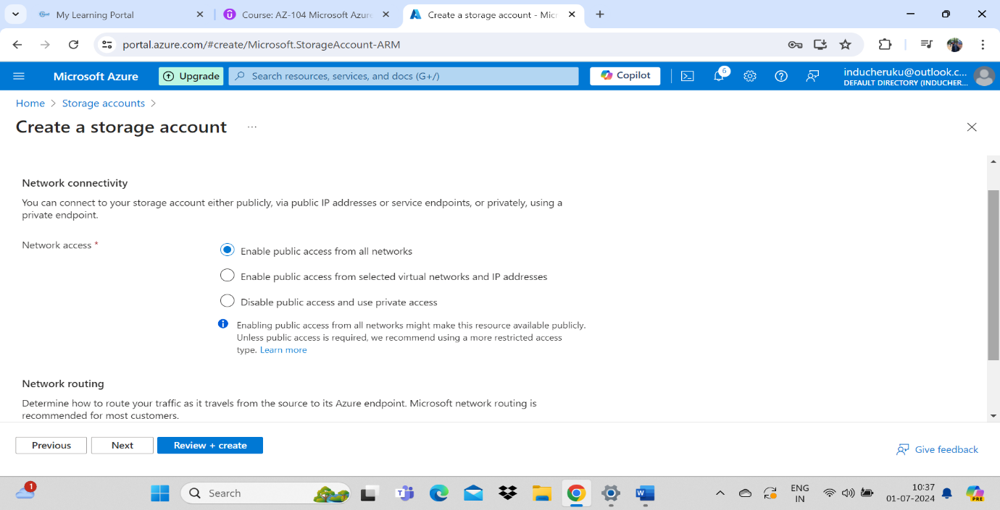 My Learning Portal
Course: AZ-104 Microsoft Azure
Create a storage account - Micr
portal.azure.com/#create/Microsoft.StorageAccount-ARM
Microsoft Azure
Upgrade
Search resources, services, and docs (G+/)
Copilot
6
inducheruku@outlook.c...
DEFAULT DIRECTORY (INDUCHER...
Home > Storage accounts >
Create a storage account ...
Network connectivity
You can connect to your storage account either publicly, via public IP addresses or service endpoints, or privately, using a
private endpoint.
Network access *
Enable public access from all networks
Enable public access from selected virtual networks and IP addresses
Disable public access and use private access
Enabling public access from all networks might make this resource available publicly.
Unless public access is required, we recommend using a more restricted access
type. Learn more
Network routing
Determine how to route your traffic as it travels from the source to its Azure endpoint. Microsoft network routing is
recommended for most customers.
Previous
Next
Review + create
Give feedback
1
Search
ENG
IN
10:37
01-07-2024
PRE